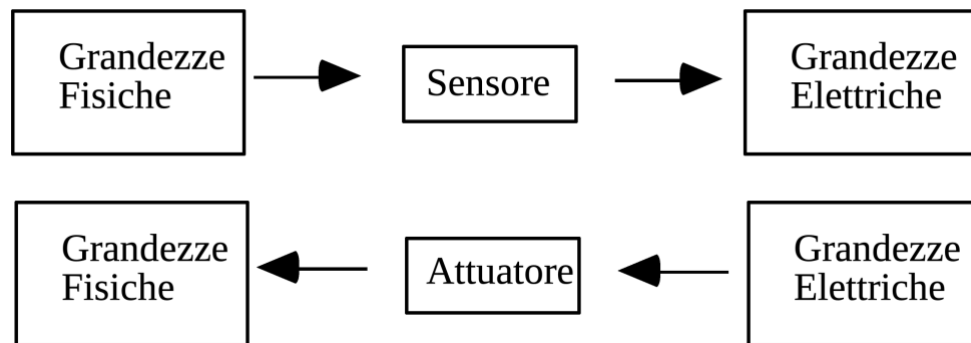 Grandezze
Fisiche
Sensore
Grandezze
Elettriche
Grandezze
Fisiche
Attuatore
Grandezze
Elettriche